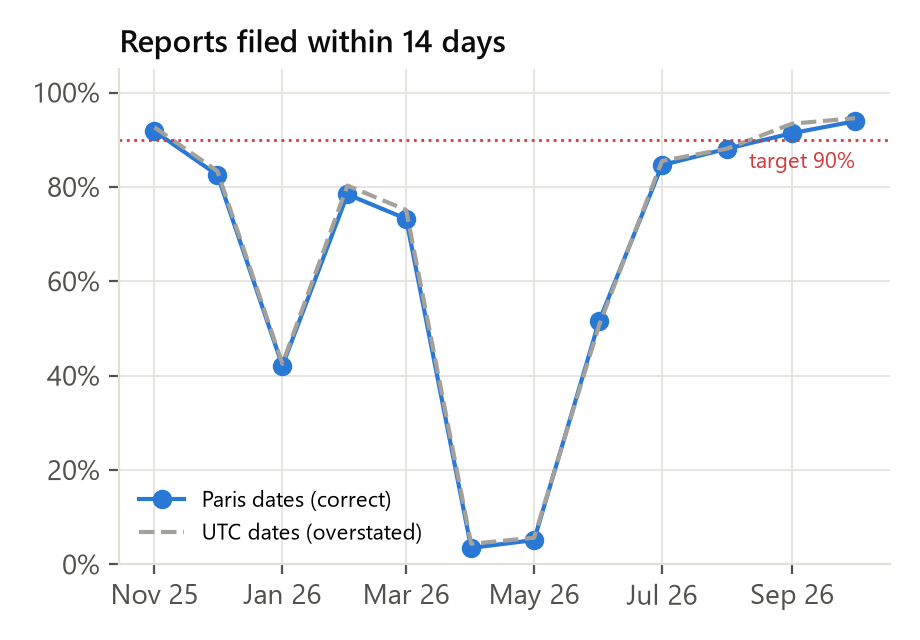 Reports filed within 14 days
100%
80%
60%
40%
20%
0%
target 90%
Paris dates (correct)
UTC dates (overstated)
Nov 25
Jan 26
Mar 26
May 26
Jul 26
Sep 26